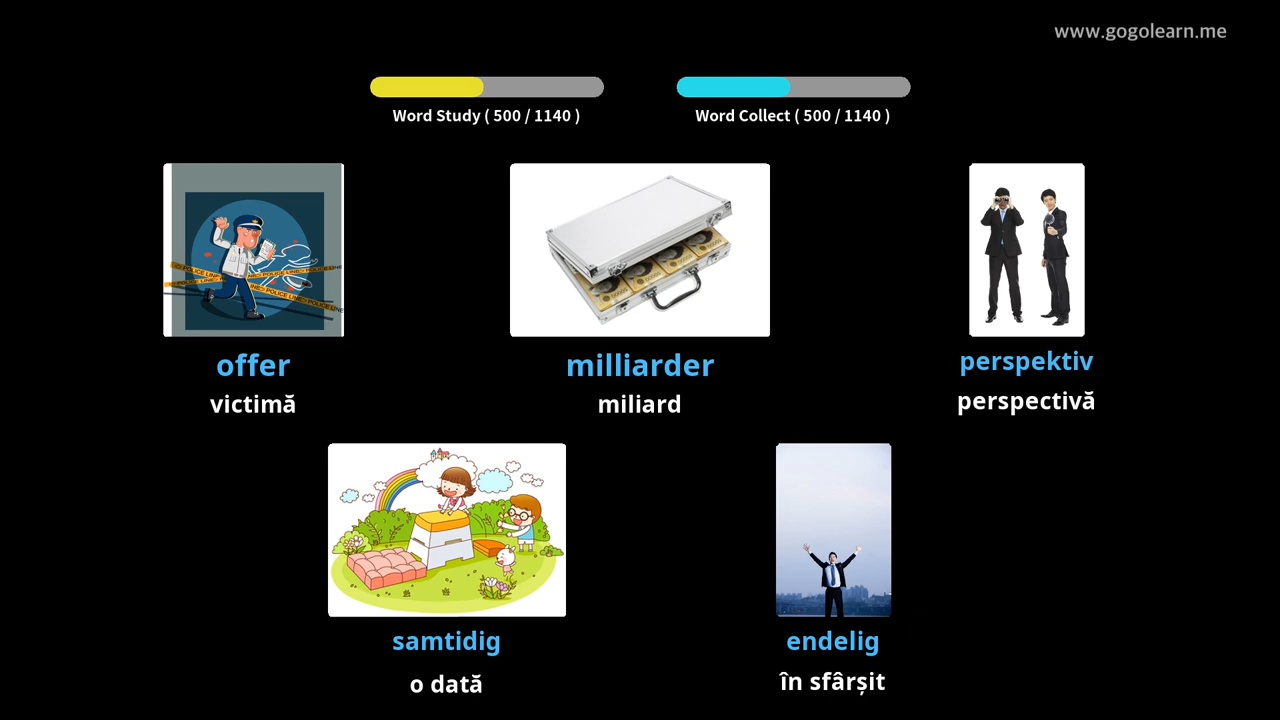 www.gogolearn.me
Word Study ( 500 / 1140 )
Word Collect ( 500 / 1140 )
offer
victimă
milliarder
miliard
perspektiv
perspectivă
samtidig
o dată
endelig
în sfârșit